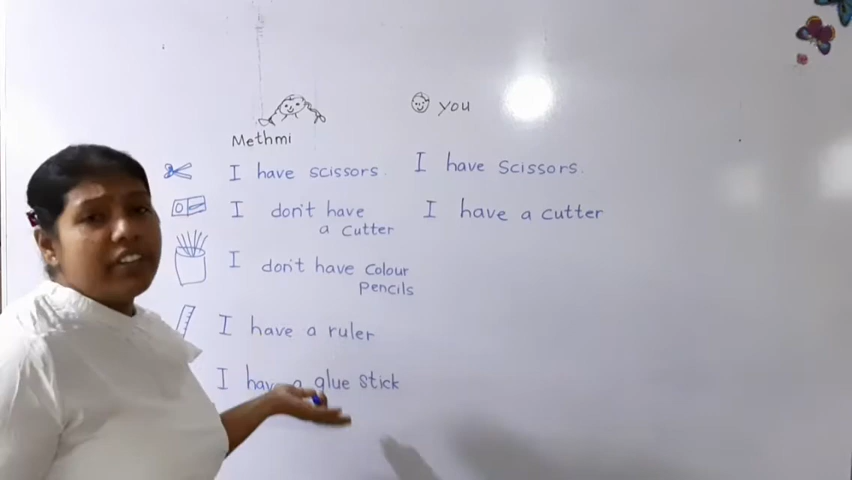 you
Methmi
I have scissors. I have scissors.
I don't have I have a cutter
a cutter
I don't have colour
pencils
I have a ruler
I have a glue stick